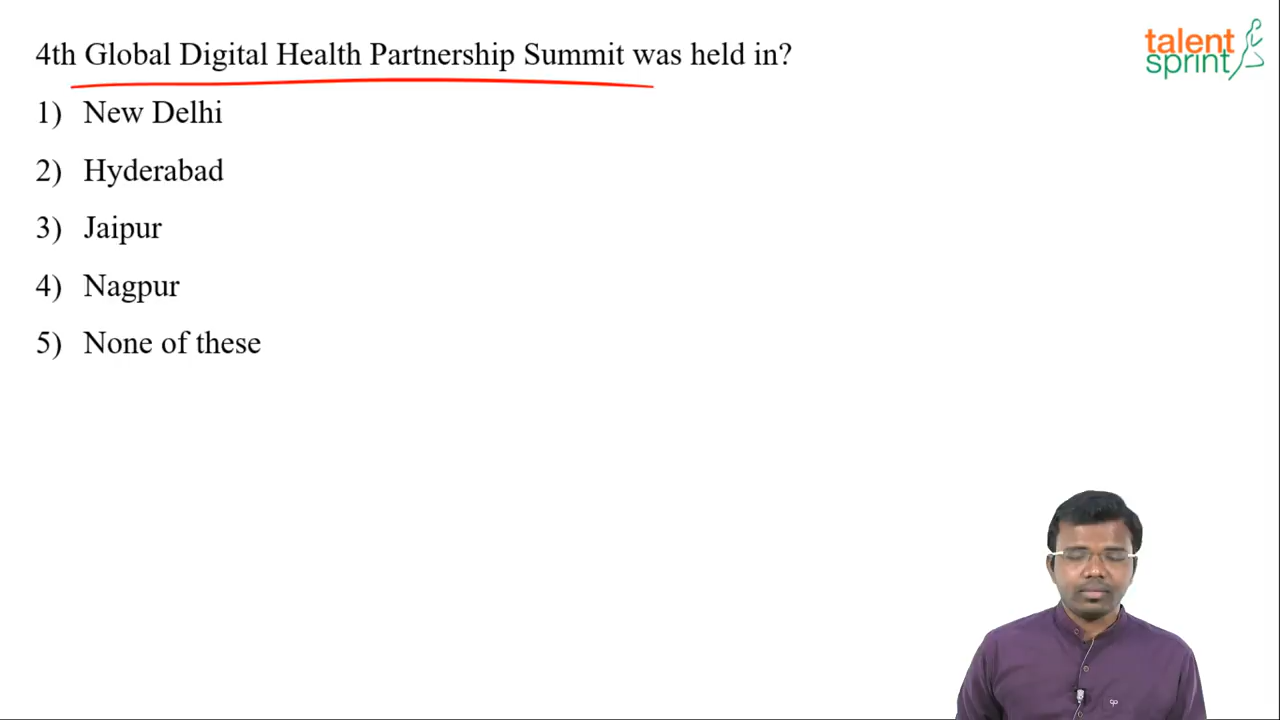 4th Global Digital Health Partnership Summit was held in?
talent
sprint
1) New Delhi
2) Hyderabad
3) Jaipur
4) Nagpur
5) None of these